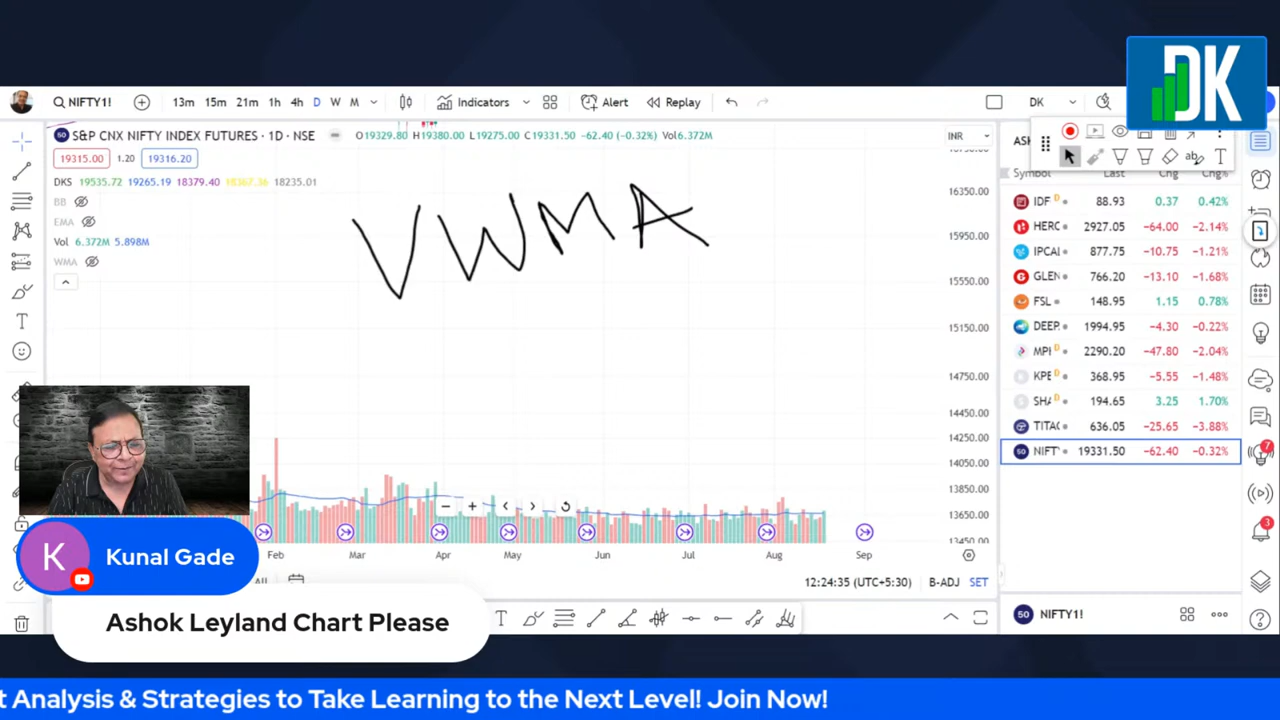 DK
NIFTY1!
13m 15m 21m 1h 4h D W M
Indicators
Alert
Replay
DK
S&P CNX NIFTY INDEX FUTURES · 1D · NSE
O19329.80 H19380.00 L19275.00 C19331.50 −62.40 (−0.32%) Vol6.372M
INR
19315.00 1.20 19316.20
DKS 19535.72 19265.19 18379.40 18367.36 18235.01
BB
EMA
Vol 6.372M 5.898M
WMA
VWMA
16350.00
15950.00
15550.00
15150.00
14750.00
14450.00
14250.00
14050.00
13850.00
13650.00
13450.00
Feb Mar Apr May Jun Jul Aug Sep
12:24:35 (UTC+5:30) B-ADJ SET
Symbol Last Chg Chg%
IDF D 88.93 0.37 0.42%
HERC 2927.05 −64.00 −2.14%
IPCAI 877.75 −10.75 −1.21%
GLEN 766.20 −13.10 −1.68%
FSL 148.95 1.15 0.78%
DEEP 1994.95 −4.30 −0.22%
MPH D 2290.20 −47.80 −2.04%
KPE D 368.95 −5.55 −1.48%
SHA D 194.65 3.25 1.70%
TITAG 636.05 −25.65 −3.88%
NIFTY 19331.50 −62.40 −0.32%
7
3
NIFTY1!
K
Kunal Gade
Ashok Leyland Chart Please
t Analysis & Strategies to Take Learning to the Next Level! Join Now!